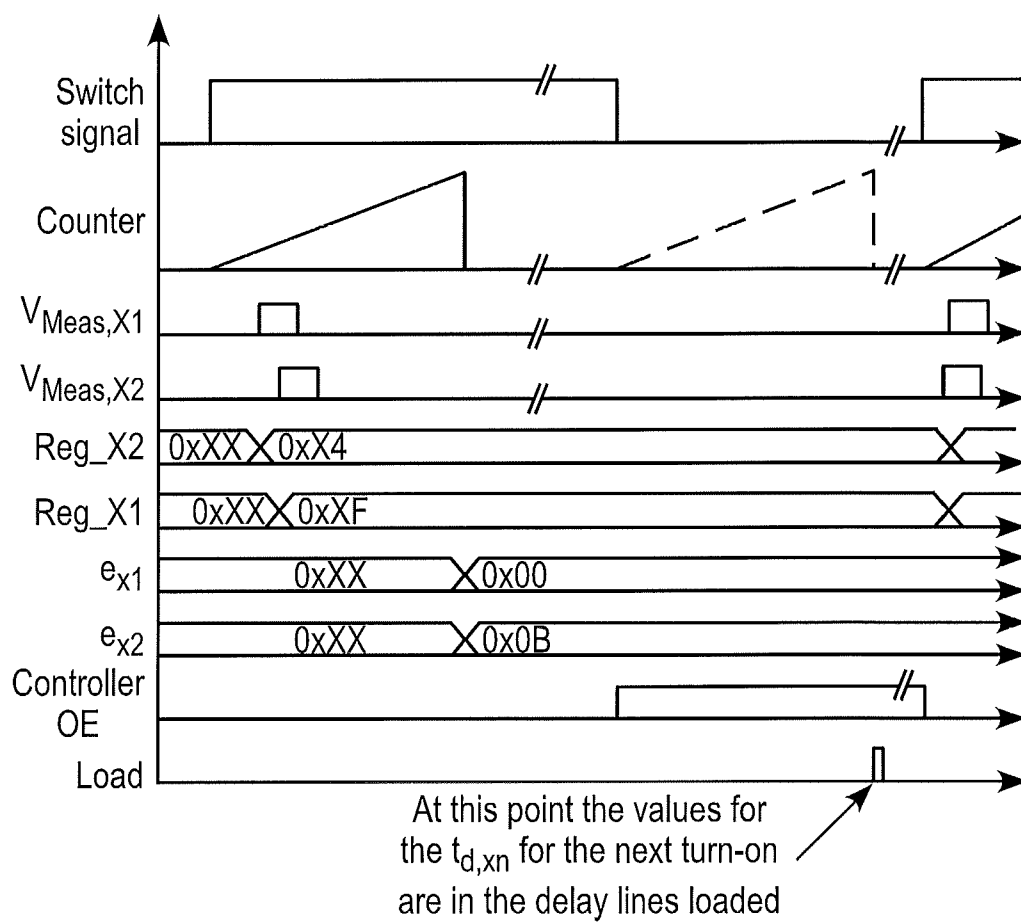 Switch
signal
Counter
V_Meas,X1
V_Meas,X2
Reg_X2 0xXX 0xX4
Reg_X1 0xXX 0xXF
e_x1 0xXX 0x00
e_x2 0xXX 0x0B
Controller
OE
Load
At this point the values for
the t_d,xn for the next turn-on
are in the delay lines loaded